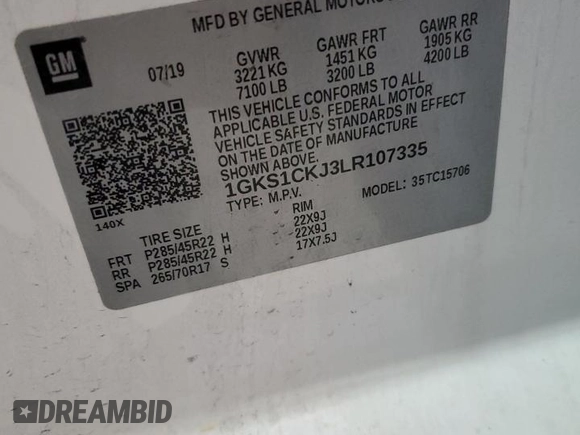 MFD BY GENERAL MOTORS
GM
07/19
GVWR
3221 KG
7100 LB
GAWR FRT
1451 KG
3200 LB
GAWR RR
1905 KG
4200 LB
THIS VEHICLE CONFORMS TO ALL
APPLICABLE U.S. FEDERAL MOTOR
VEHICLE SAFETY STANDARDS IN EFFECT
ON THE DATE OF MANUFACTURE
SHOWN ABOVE.
1GKS1CKJ3LR107335
TYPE: M.P.V.
MODEL: 35TC15706
140X
TIRE SIZE RIM
FRT P285/45R22 H 22X9J
RR P285/45R22 H 22X9J
SPA 265/70R17 S 17X7.5J
DREAMBID